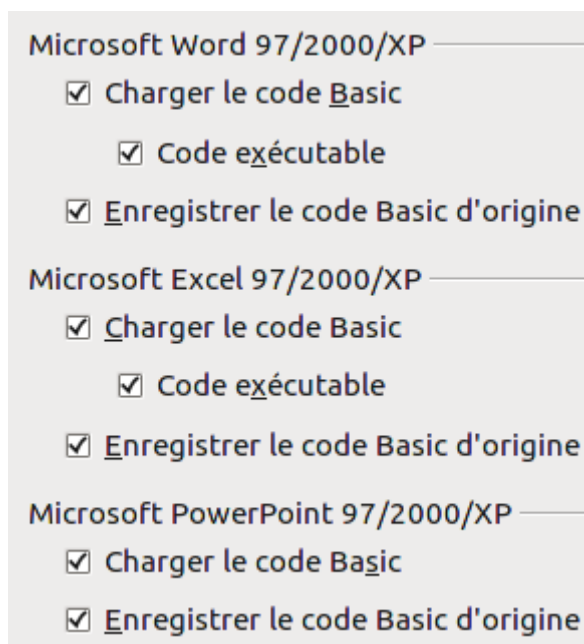 Microsoft Word 97/2000/XP
Charger le code Basic
Code exécutable
Enregistrer le code Basic d'origine
Microsoft Excel 97/2000/XP
Charger le code Basic
Code exécutable
Enregistrer le code Basic d'origine
Microsoft PowerPoint 97/2000/XP
Charger le code Basic
Enregistrer le code Basic d'origine